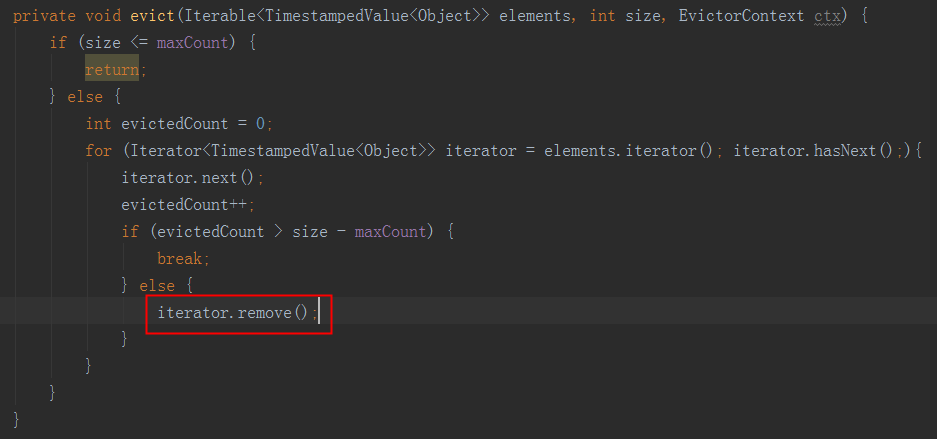 private void evict(Iterable<TimestampedValue<Object>> elements, int size, EvictorContext ctx) {
if (size <= maxCount) {
return;
} else {
int evictedCount = 0;
for (Iterator<TimestampedValue<Object>> iterator = elements.iterator(); iterator.hasNext();){
iterator.next();
evictedCount++;
if (evictedCount > size - maxCount) {
break;
} else {
iterator.remove();
}
}
}
}